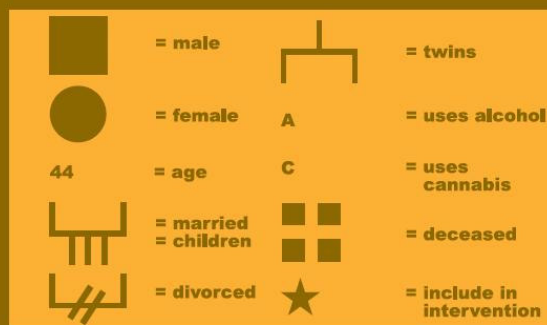 = male
= female
44 = age
= married
= children
= divorced
= twins
A = uses alcohol
C = uses
cannabis
= deceased
= include in
intervention